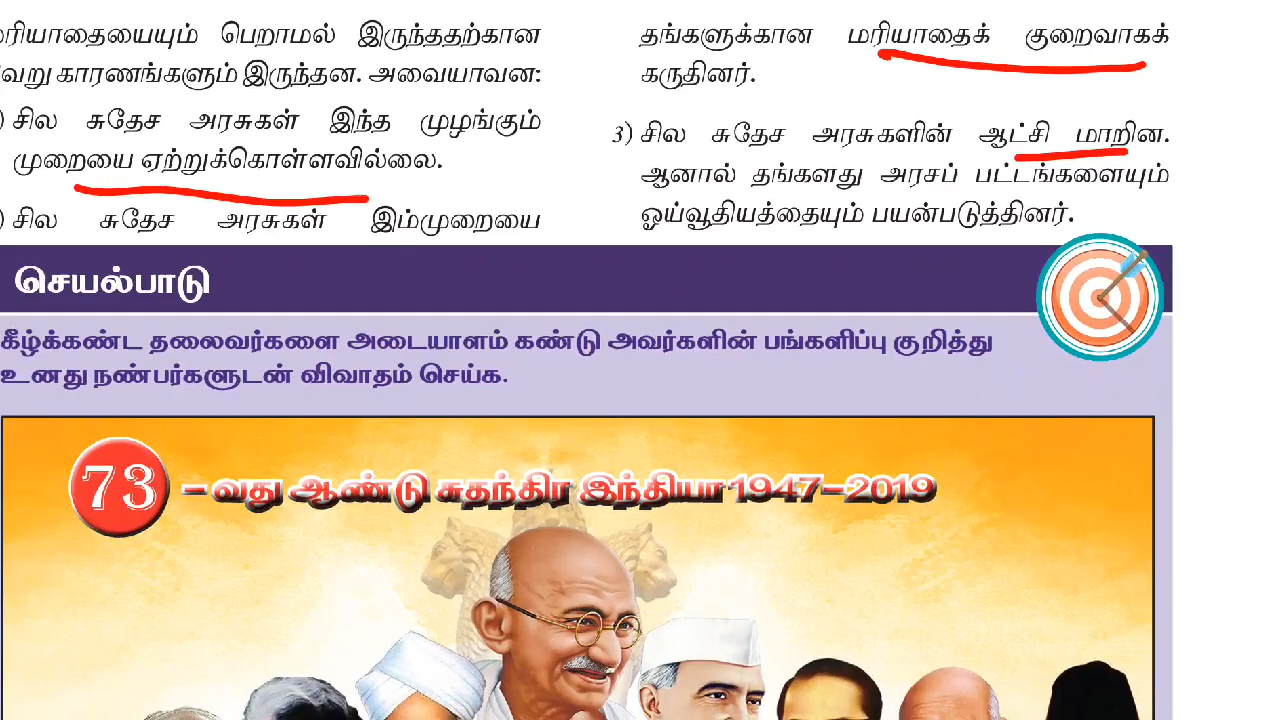 மரியாதையையும் பெறாமல் இருந்ததற்கான
வேறு காரணங்களும் இருந்தன. அவையாவன:
) சில சுதேச அரசுகள் இந்த முழங்கும்
முறையை ஏற்றுக்கொள்ளவில்லை.
) சில சுதேச அரசுகள் இம்முறையை
தங்களுக்கான மரியாதைக் குறைவாகக்
கருதினர்.
3) சில சுதேச அரசுகளின் ஆட்சி மாறின.
ஆனால் தங்களது அரசப் பட்டங்களையும்
ஓய்வூதியத்தையும் பயன்படுத்தினர்.
செயல்பாடு
கீழ்க்கண்ட தலைவர்களை அடையாளம் கண்டு அவர்களின் பங்களிப்பு குறித்து
உனது நண்பர்களுடன் விவாதம் செய்க.
73 – வது ஆண்டு சுதந்திர இந்தியா 1947–2019